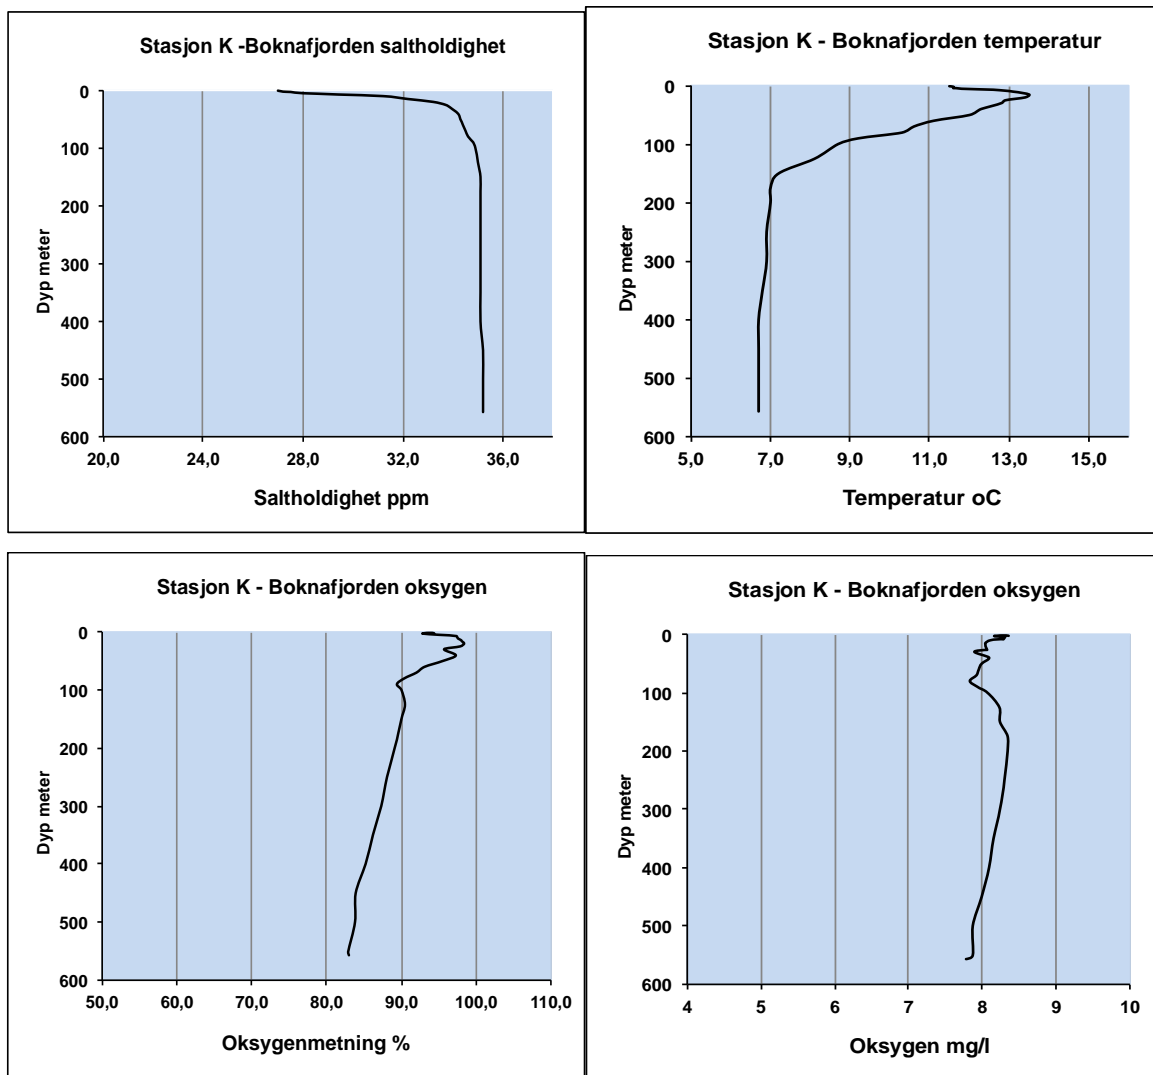 Stasjon K -Boknafjorden saltholdighet
0
100
200
300
400
500
600
Dyp meter
20,0 24,0 28,0 32,0 36,0
Saltholdighet ppm
Stasjon K - Boknafjorden temperatur
0
100
200
300
400
500
600
Dyp meter
5,0 7,0 9,0 11,0 13,0 15,0
Temperatur oC
Stasjon K - Boknafjorden oksygen
0
100
200
300
400
500
600
Dyp meter
50,0 60,0 70,0 80,0 90,0 100,0 110,0
Oksygenmetning %
Stasjon K - Boknafjorden oksygen
0
100
200
300
400
500
600
Dyp meter
4 5 6 7 8 9 10
Oksygen mg/l